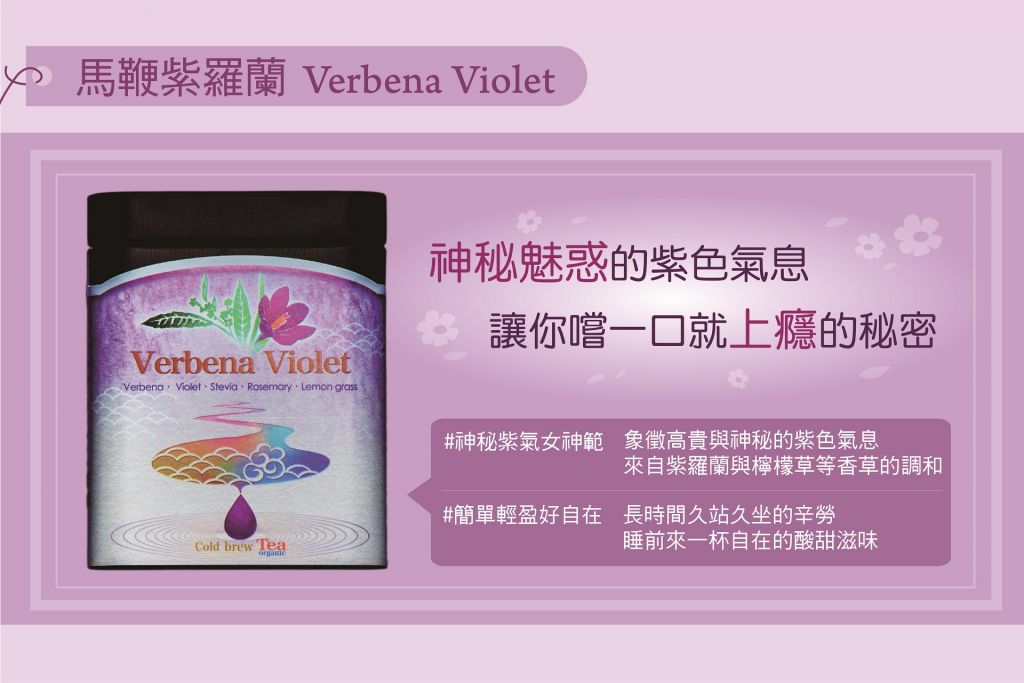 馬鞭紫羅蘭 Verbena Violet
神秘魅惑的紫色氣息
讓你嚐一口就上癮的秘密
Verbena Violet
Verbena · Violet · Stevia · Rosemary · Lemon grass
Cold brew Tea
organic
#神秘紫氣女神範 象徵高貴與神秘的紫色氣息
來自紫羅蘭與檸檬草等香草的調和
#簡單輕盈好自在 長時間久站久坐的辛勞
睡前來一杯自在的酸甜滋味